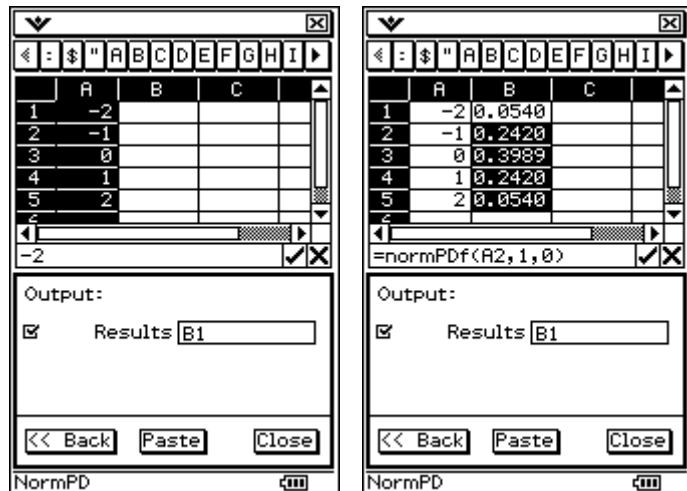 : $ " A B C D E F G H I
A B C
1 -2
2 -1
3 0
4 1
5 2
-2
Output:
Results B1
<< Back Paste Close
NormPD
: $ " A B C D E F G H I
A B C
1 -2 0.0540
2 -1 0.2420
3 0 0.3989
4 1 0.2420
5 2 0.0540
=normPDf(A2,1,0)
Output:
Results B1
<< Back Paste Close
NormPD